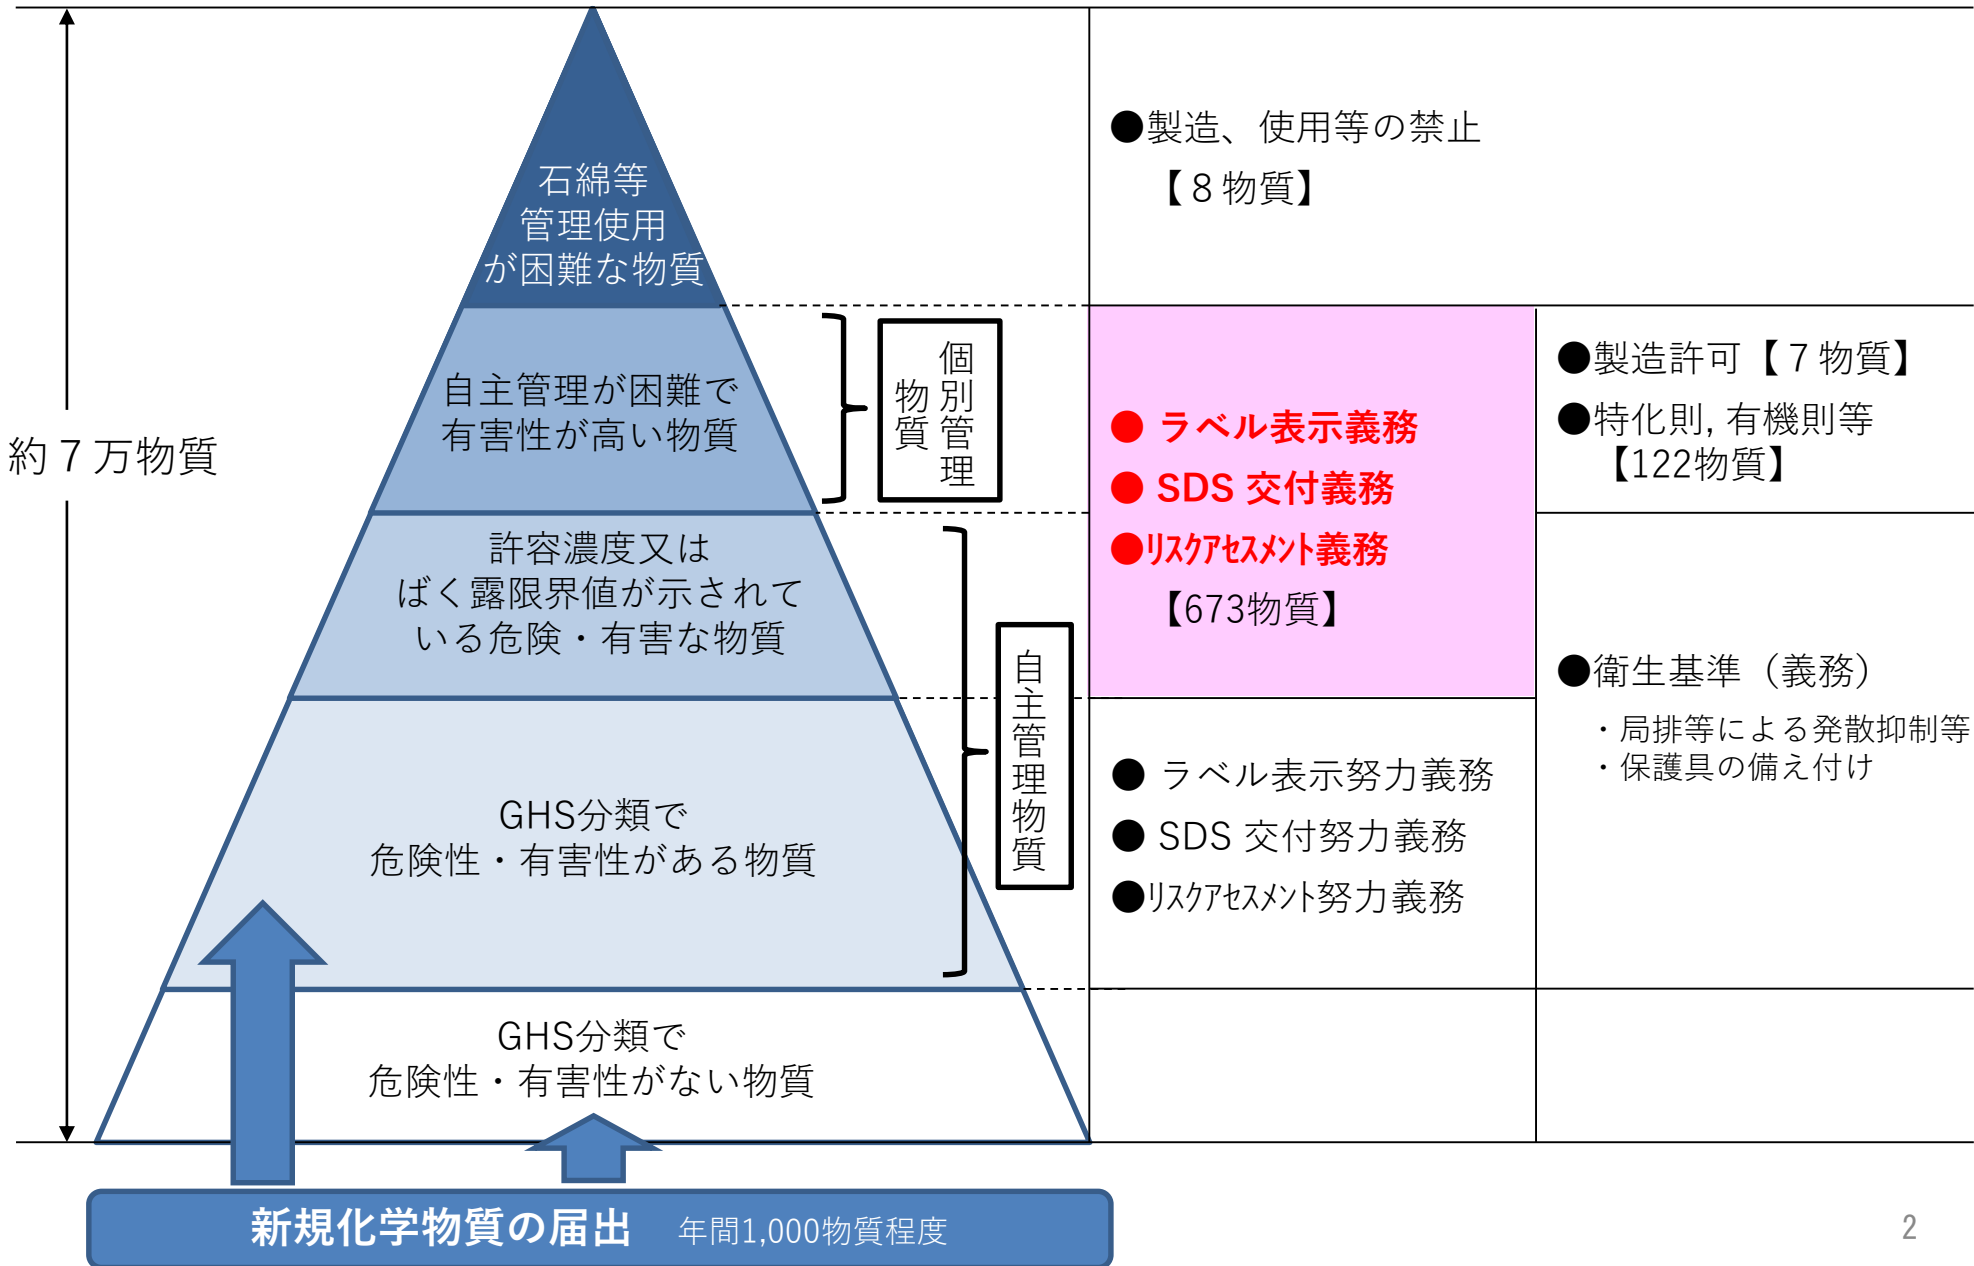 約７万物質
石綿等
管理使用
が困難な物質
自主管理が困難で
有害性が高い物質
許容濃度又は
ばく露限界値が示されて
いる危険・有害な物質
GHS分類で
危険性・有害性がある物質
GHS分類で
危険性・有害性がない物質
個別管理
物質
自主管理物質
●製造、使用等の禁止
【８物質】
● ラベル表示義務
● SDS 交付義務
●ﾘｽｸｱｾｽﾒﾝﾄ義務
【673物質】
●製造許可【７物質】
●特化則, 有機則等
【122物質】
● ラベル表示努力義務
● SDS 交付努力義務
●ﾘｽｸｱｾｽﾒﾝﾄ努力義務
●衛生基準（義務）
・局排等による発散抑制等
・保護具の備え付け
新規化学物質の届出　年間1,000物質程度
2